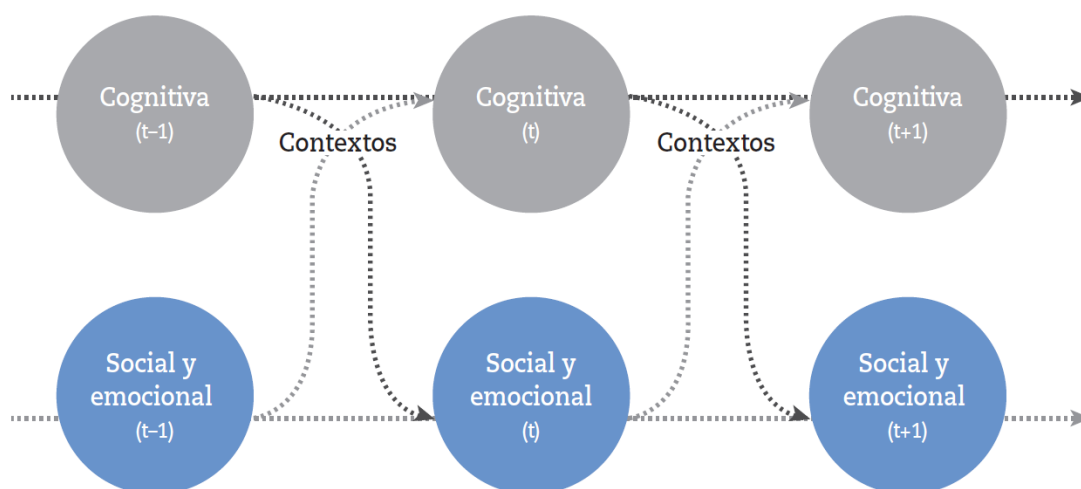 Cognitiva
(t–1)
Contextos
Cognitiva
(t)
Contextos
Cognitiva
(t+1)
Social y
emocional
(t–1)
Social y
emocional
(t)
Social y
emocional
(t+1)